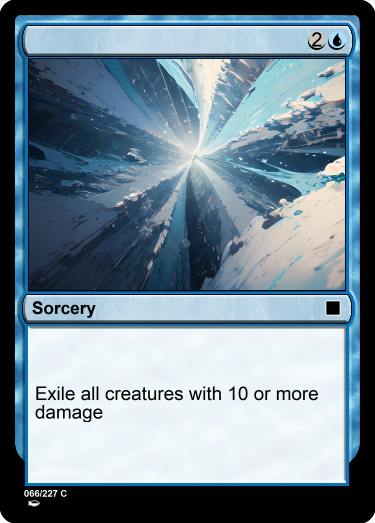 2
Sorcery
Exile all creatures with 10 or more
damage
066/227 C